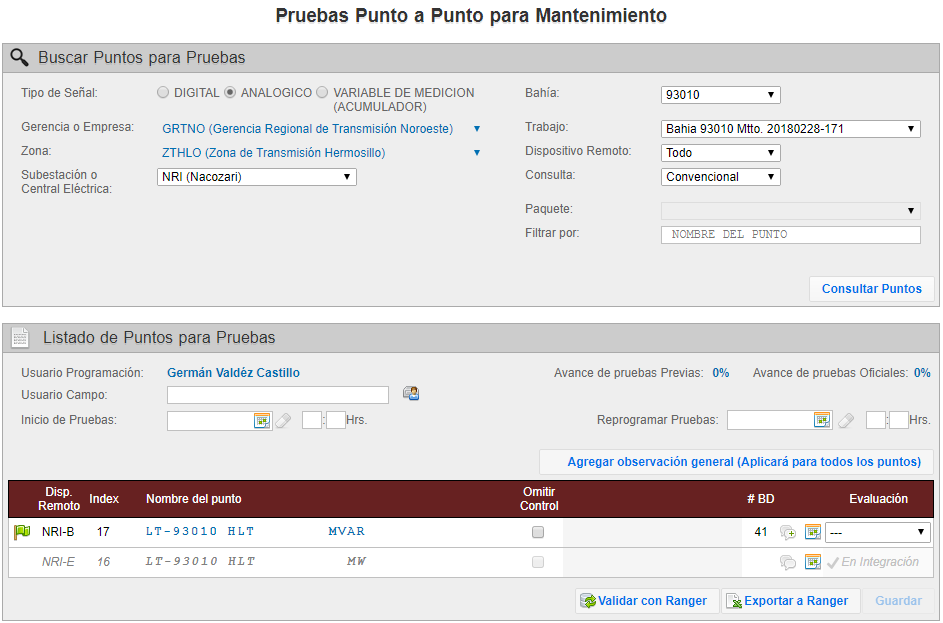 Pruebas Punto a Punto para Mantenimiento
Buscar Puntos para Pruebas
Tipo de Señal: DIGITAL ANALOGICO VARIABLE DE MEDICION (ACUMULADOR)
Bahía: 93010
Gerencia o Empresa: GRTNO (Gerencia Regional de Transmisión Noroeste)
Trabajo: Bahia 93010 Mtto. 20180228-171
Zona: ZTHLO (Zona de Transmisión Hermosillo)
Dispositivo Remoto: Todo
Subestación o Central Eléctrica: NRI (Nacozari)
Consulta: Convencional
Paquete:
Filtrar por: NOMBRE DEL PUNTO
Consultar Puntos
Listado de Puntos para Pruebas
Usuario Programación: Germán Valdéz Castillo
Avance de pruebas Previas: 0% Avance de pruebas Oficiales: 0%
Usuario Campo:
Inicio de Pruebas: : Hrs.
Reprogramar Pruebas: : Hrs.
Agregar observación general (Aplicará para todos los puntos)
Disp. Remoto Index Nombre del punto Omitir Control # BD Evaluación
NRI-B 17 LT-93010 HLT MVAR 41 ---
NRI-E 16 LT-93010 HLT MW En Integración
Validar con Ranger Exportar a Ranger Guardar